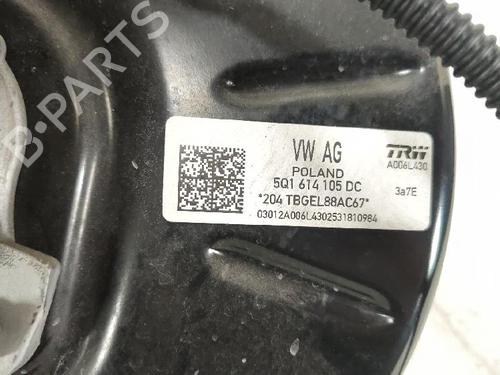 VW AG
POLAND
5Q1 614 105 DC
*204 TBGEL88AC67*
03012A006L4302531810984
TRW
A006L430
3a7E
B-PARTS